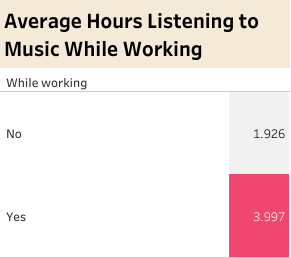 Average Hours Listening to
Music While Working
While working
No 1.926
Yes 3.997